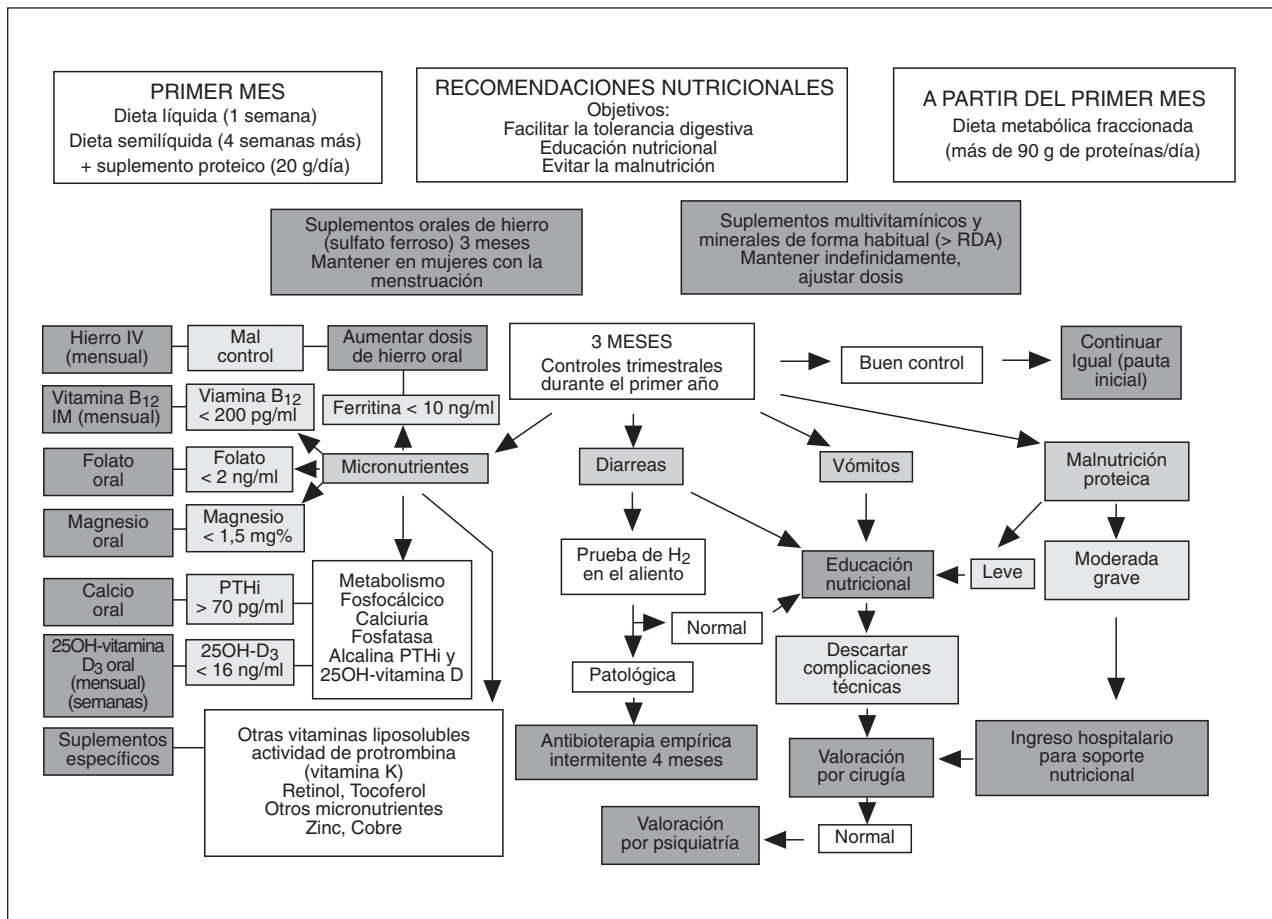 PRIMER MES
Dieta líquida (1 semana)
Dieta semilíquida (4 semanas más)
+ suplemento proteico (20 g/día)
RECOMENDACIONES NUTRICIONALES
Objetivos:
Facilitar la tolerancia digestiva
Educación nutricional
Evitar la malnutrición
A PARTIR DEL PRIMER MES
Dieta metabólica fraccionada
(más de 90 g de proteínas/día)
Suplementos orales de hierro
(sulfato ferroso) 3 meses
Mantener en mujeres con la
menstruación
Suplementos multivitamínicos y
minerales de forma habitual (> RDA)
Mantener indefinidamente,
ajustar dosis
Hierro IV
(mensual)
Mal
control
Aumentar dosis
de hierro oral
3 MESES
Controles trimestrales
durante el primer año
Buen control
Continuar
Igual (pauta
inicial)
Vitamina B12
IM (mensual)
Viamina B12
< 200 pg/ml
Ferritina < 10 ng/ml
Folato
oral
Folato
< 2 ng/ml
Micronutrientes
Diarreas
Vómitos
Malnutrición
proteica
Magnesio
oral
Magnesio
< 1,5 mg%
Prueba de H2
en el aliento
Educación
nutricional
Leve
Moderada
grave
Calcio
oral
PTHi
> 70 pg/ml
Metabolismo
Fosfocálcico
Calciuria
Fosfatasa
Alcalina PTHi y
25OH-vitamina D
Normal
25OH-vitamina
D3 oral
(mensual)
(semanas)
25OH-D3
< 16 ng/ml
Patológica
Descartar
complicaciones
técnicas
Suplementos
específicos
Otras vitaminas liposolubles
actividad de protrombina
(vitamina K)
Retinol, Tocoferol
Otros micronutrientes
Zinc, Cobre
Antibioterapia empírica
intermitente 4 meses
Valoración
por cirugía
Ingreso hospitalario
para soporte
nutricional
Valoración
por psiquiatría
Normal